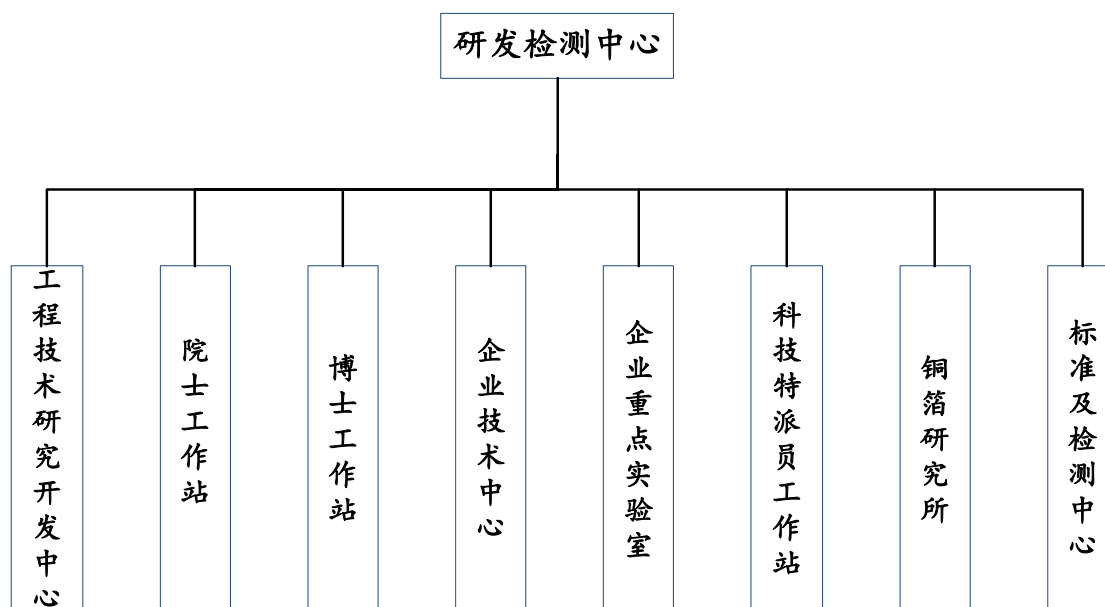 研发检测中心
工程技术研究开发中心
院士工作站
博士工作站
企业技术中心
企业重点实验室
科技特派员工作站
铜箔研究所
标准及检测中心